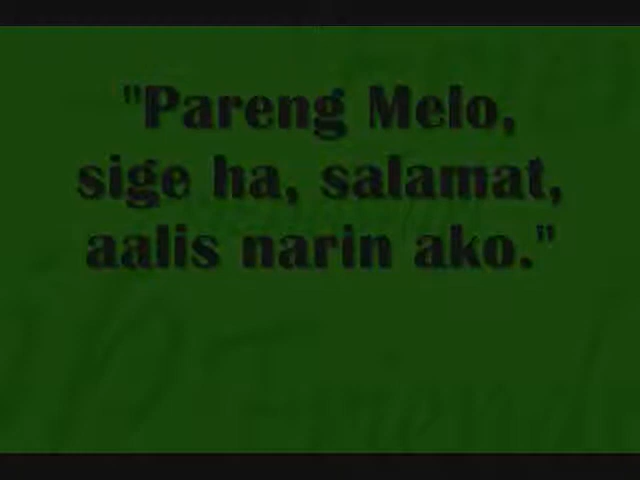 "Pareng Melo,
sige ha, salamat,
aalis narin ako."